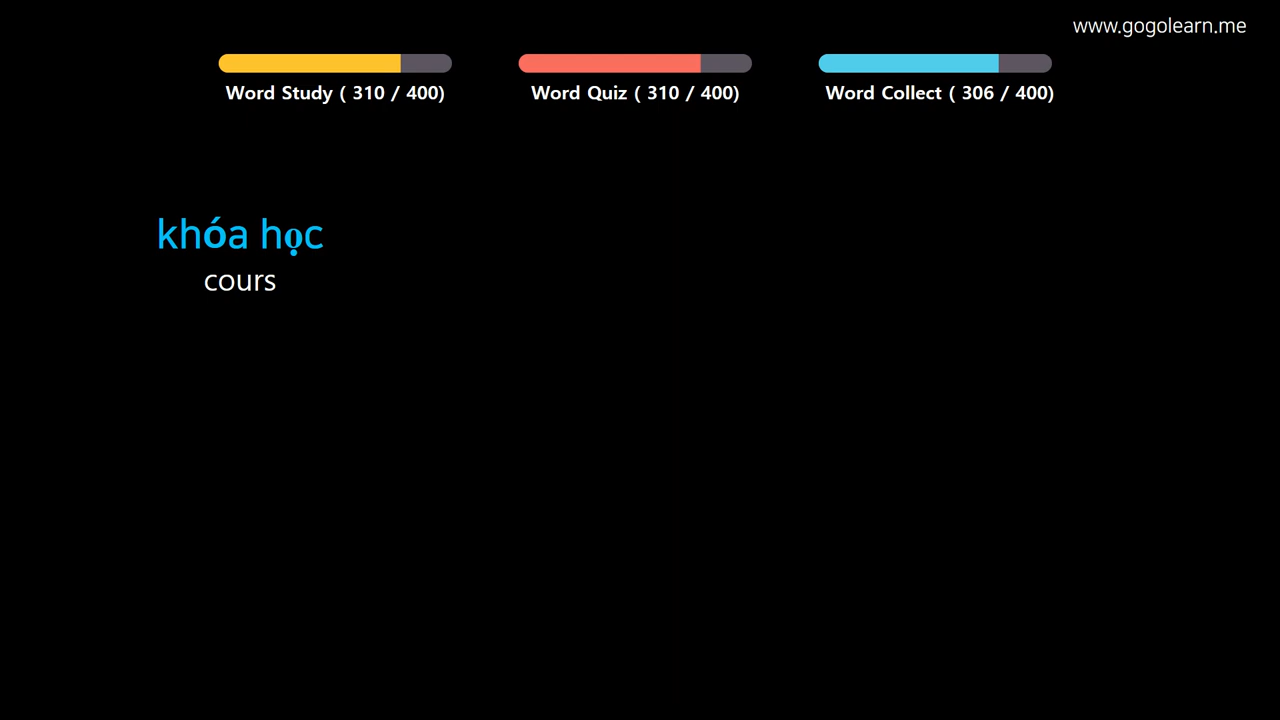 www.gogolearn.me
Word Study ( 310 / 400)
Word Quiz ( 310 / 400)
Word Collect ( 306 / 400)
khóa học
cours